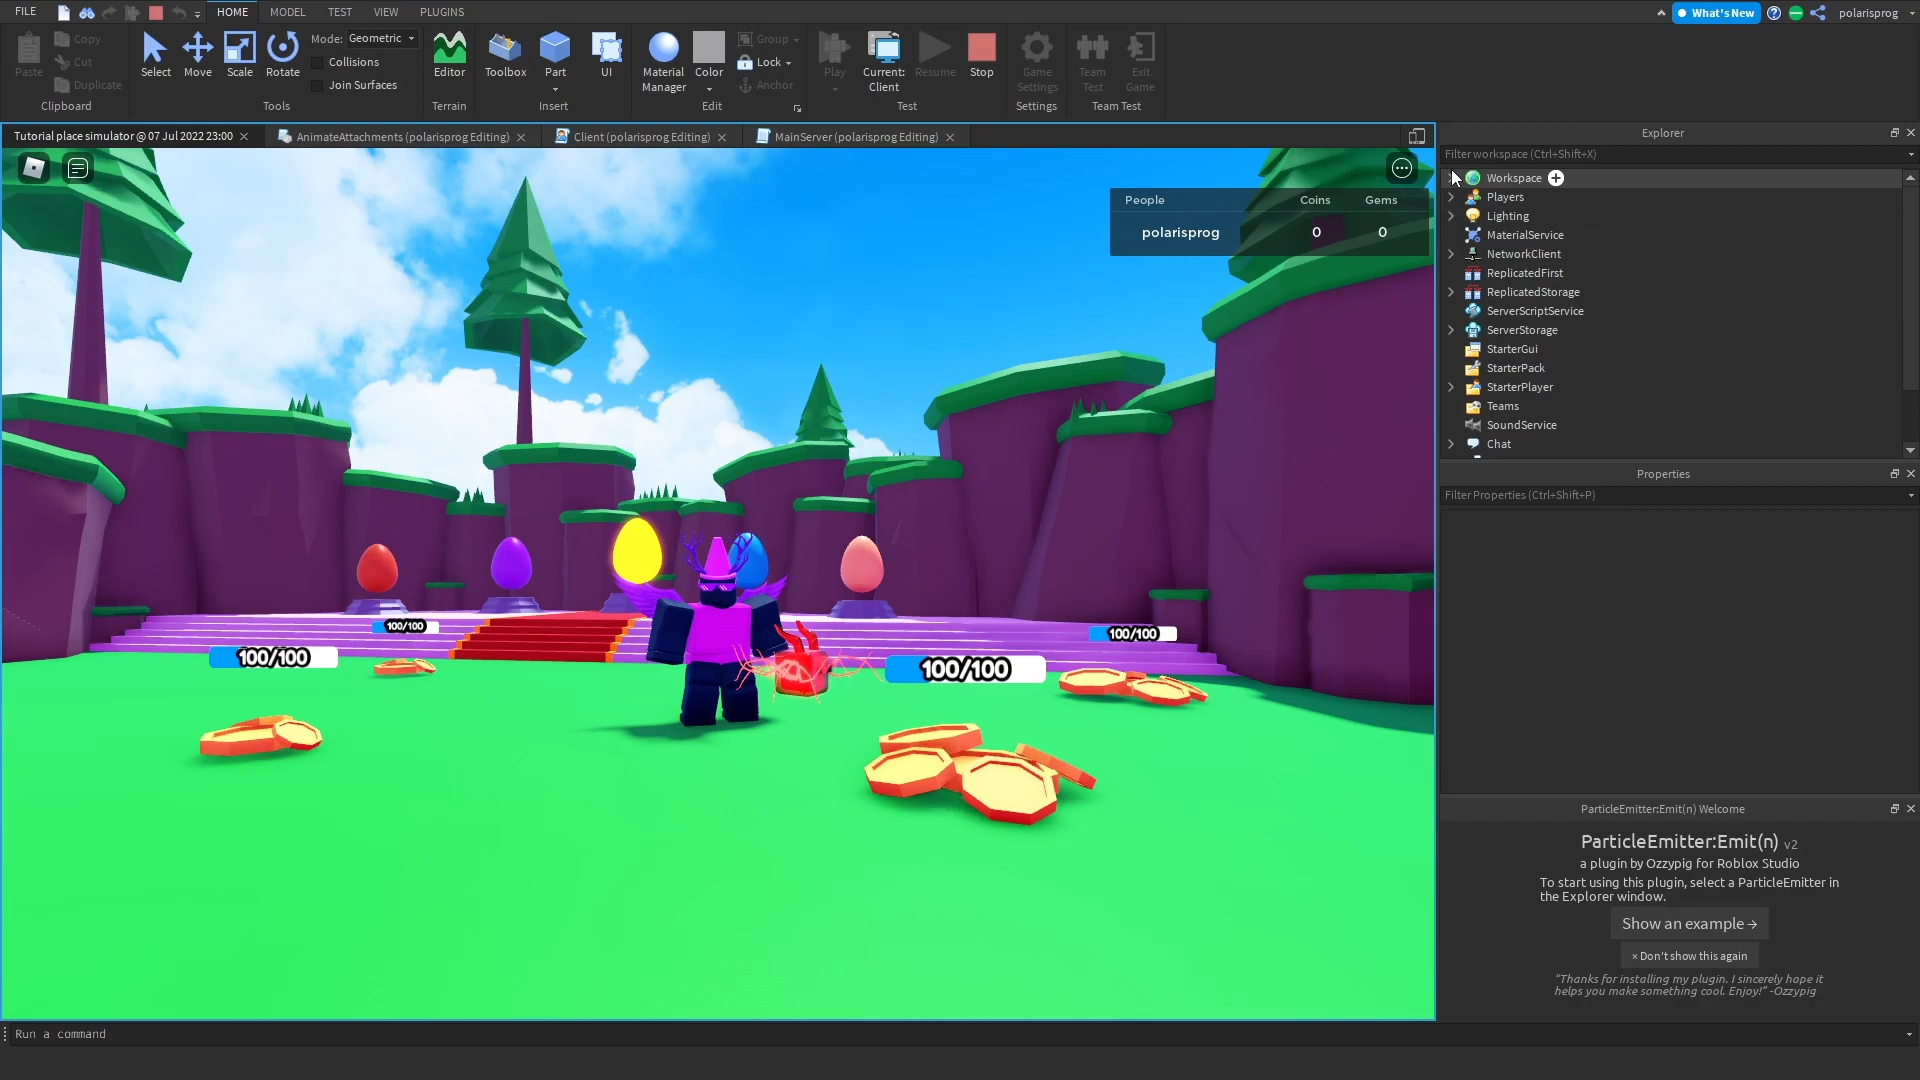 FILE
HOME
MODEL
TEST
VIEW
PLUGINS
What's New
polarisprog
Paste
Copy
Cut
Duplicate
Clipboard
Select
Move
Scale
Rotate
Mode: Geometric
Collisions
Join Surfaces
Tools
Editor
Terrain
Toolbox
Part
UI
Insert
Material
Manager
Color
Group
Lock
Anchor
Edit
Play
Current:
Client
Resume
Stop
Test
Game
Settings
Settings
Team
Test
Exit
Game
Team Test
Tutorial place simulator @ 07 Jul 2022 23:00
AnimateAttachments (polarisprog Editing)
Client (polarisprog Editing)
MainServer (polarisprog Editing)
People Coins Gems
polarisprog 0 0
100/100
100/100
100/100
100/100
Explorer
Filter workspace (Ctrl+Shift+X)
Workspace
Players
Lighting
MaterialService
NetworkClient
ReplicatedFirst
ReplicatedStorage
ServerScriptService
ServerStorage
StarterGui
StarterPack
StarterPlayer
Teams
SoundService
Chat
Properties
Filter Properties (Ctrl+Shift+P)
ParticleEmitter:Emit(n) Welcome
ParticleEmitter:Emit(n) v2
a plugin by Ozzypig for Roblox Studio
To start using this plugin, select a ParticleEmitter in
the Explorer window.
Show an example →
× Don't show this again
"Thanks for installing my plugin. I sincerely hope it
helps you make something cool. Enjoy!" -Ozzypig
Run a command